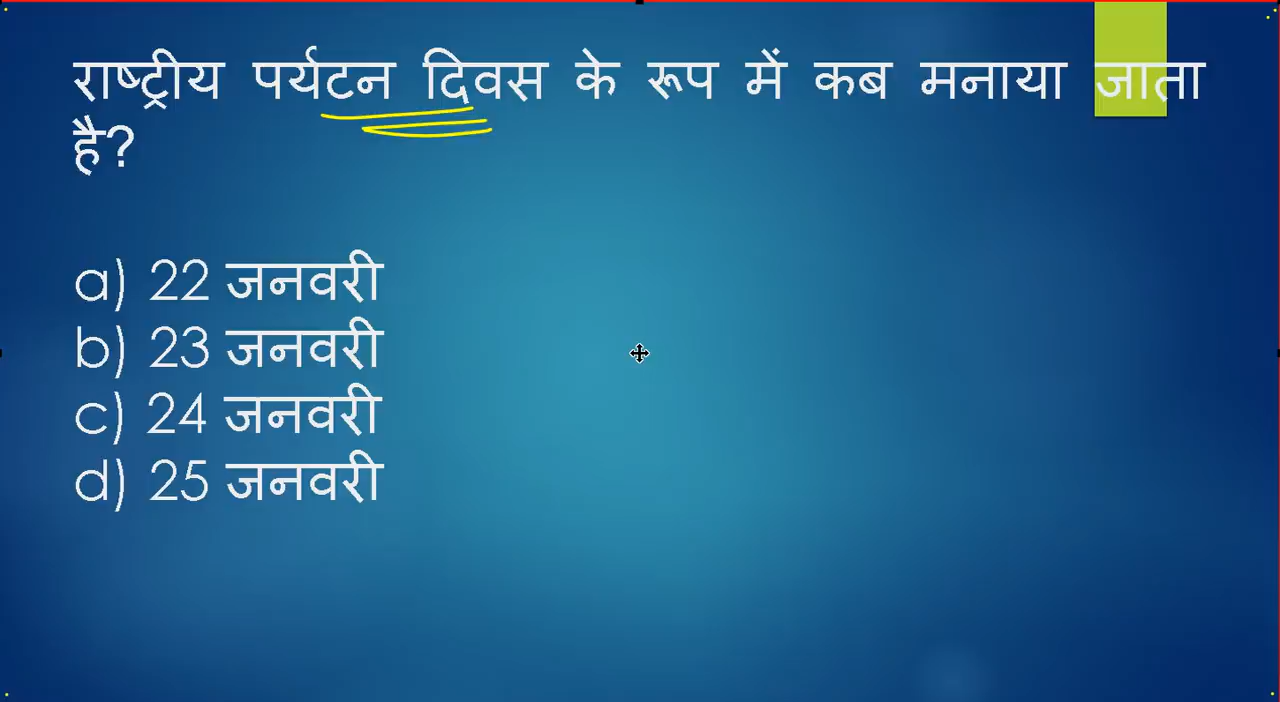 राष्ट्रीय पर्यटन दिवस के रूप में कब मनाया जाता
है?
a) 22 जनवरी
b) 23 जनवरी
c) 24 जनवरी
d) 25 जनवरी